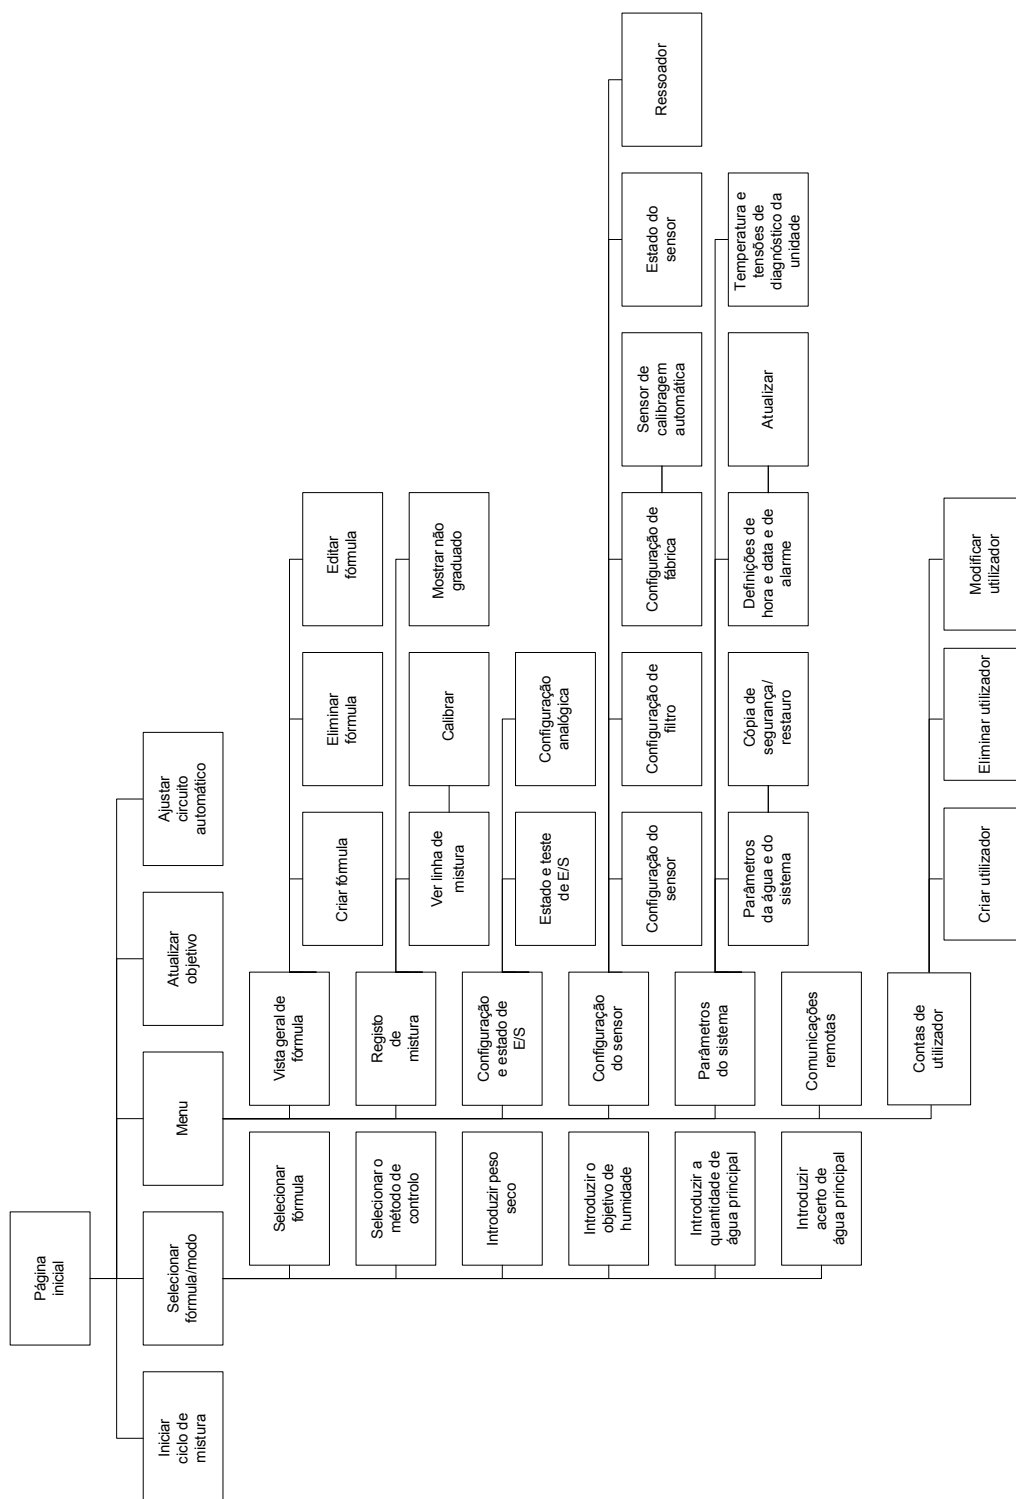 Página
inicial
Iniciar
ciclo de
mistura
Selecionar
fórmula/modo
Menu
Atualizar
objetivo
Ajustar
circuito
automático
Selecionar
fórmula
Vista geral de
fórmula
Criar fórmula
Eliminar
fórmula
Editar
fórmula
Selecionar o
método de
controlo
Registo
de
mistura
Ver linha de
mistura
Calibrar
Mostrar não
graduado
Introduzir peso
seco
Configuração
e estado de
E/S
Estado e teste
de E/S
Configuração
analógica
Introduzir o
objetivo de
humidade
Configuração
do sensor
Configuração do
sensor
Configuração de
filtro
Configuração de
fábrica
Sensor de
calibragem
automática
Estado do
sensor
Ressoador
Introduzir a
quantidade de
água principal
Parâmetros
do sistema
Parâmetros
da água e do
sistema
Cópia de
segurança/
restauro
Definições de
hora e data e de
alarme
Atualizar
Temperatura e
tensões de
diagnóstico da
unidade
Introduzir
acerto de
água principal
Comunicações
remotas
Contas de
utilizador
Criar utilizador
Eliminar utilizador
Modificar
utilizador